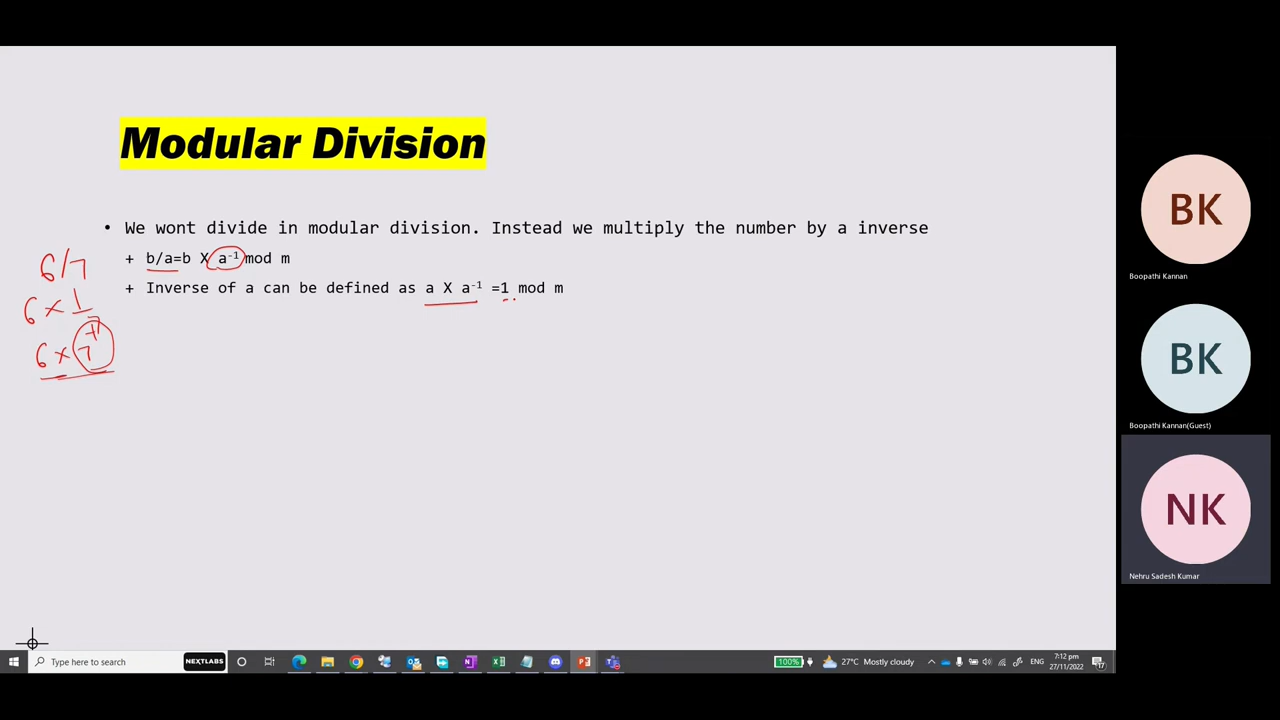 Modular Division
• We wont divide in modular division. Instead we multiply the number by a inverse
+ b/a=b X a⁻¹ mod m
+ Inverse of a can be defined as a X a⁻¹ =1 mod m
6/7
6 × 1/7
6 × 7⁻¹
BK
Boopathi Kannan
BK
Boopathi Kannan(Guest)
NK
Nehru Sadesh Kumar
Type here to search
NEXTLABS
100%
27°C Mostly cloudy
ENG
7:12 pm
27/11/2022
17